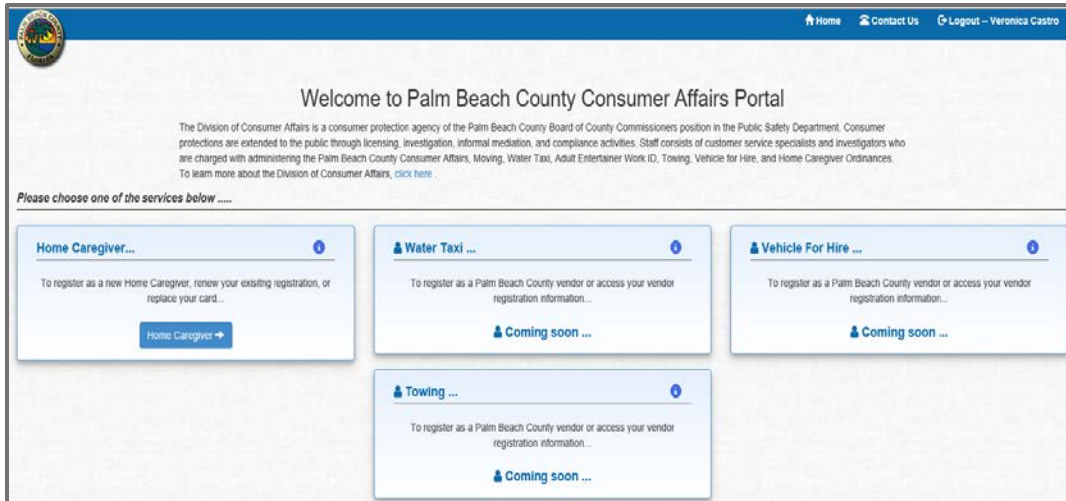 Home Contact Us Logout -- Veronica Castro
PALM BEACH COUNTY
FLORIDA
Welcome to Palm Beach County Consumer Affairs Portal
The Division of Consumer Affairs is a consumer protection agency of the Palm Beach County Board of County Commissioners position in the Public Safety Department. Consumer
protections are extended to the public through licensing, investigation, informal mediation, and compliance activities. Staff consists of customer service specialists and investigators who
are charged with administering the Palm Beach County Consumer Affairs, Moving, Water Taxi, Adult Entertainer Work ID, Towing, Vehicle for Hire, and Home Caregiver Ordinances.
To learn more about the Division of Consumer Affairs, click here .
Please choose one of the services below .....
Home Caregiver...
To register as a new Home Caregiver, renew your exisitng registration, or
replace your card...
Home Caregiver
Water Taxi ...
To register as a Palm Beach County vendor or access your vendor
registration information...
Coming soon ...
Vehicle For Hire ...
To register as a Palm Beach County vendor or access your vendor
registration information...
Coming soon ...
Towing ...
To register as a Palm Beach County vendor or access your vendor
registration information...
Coming soon ...